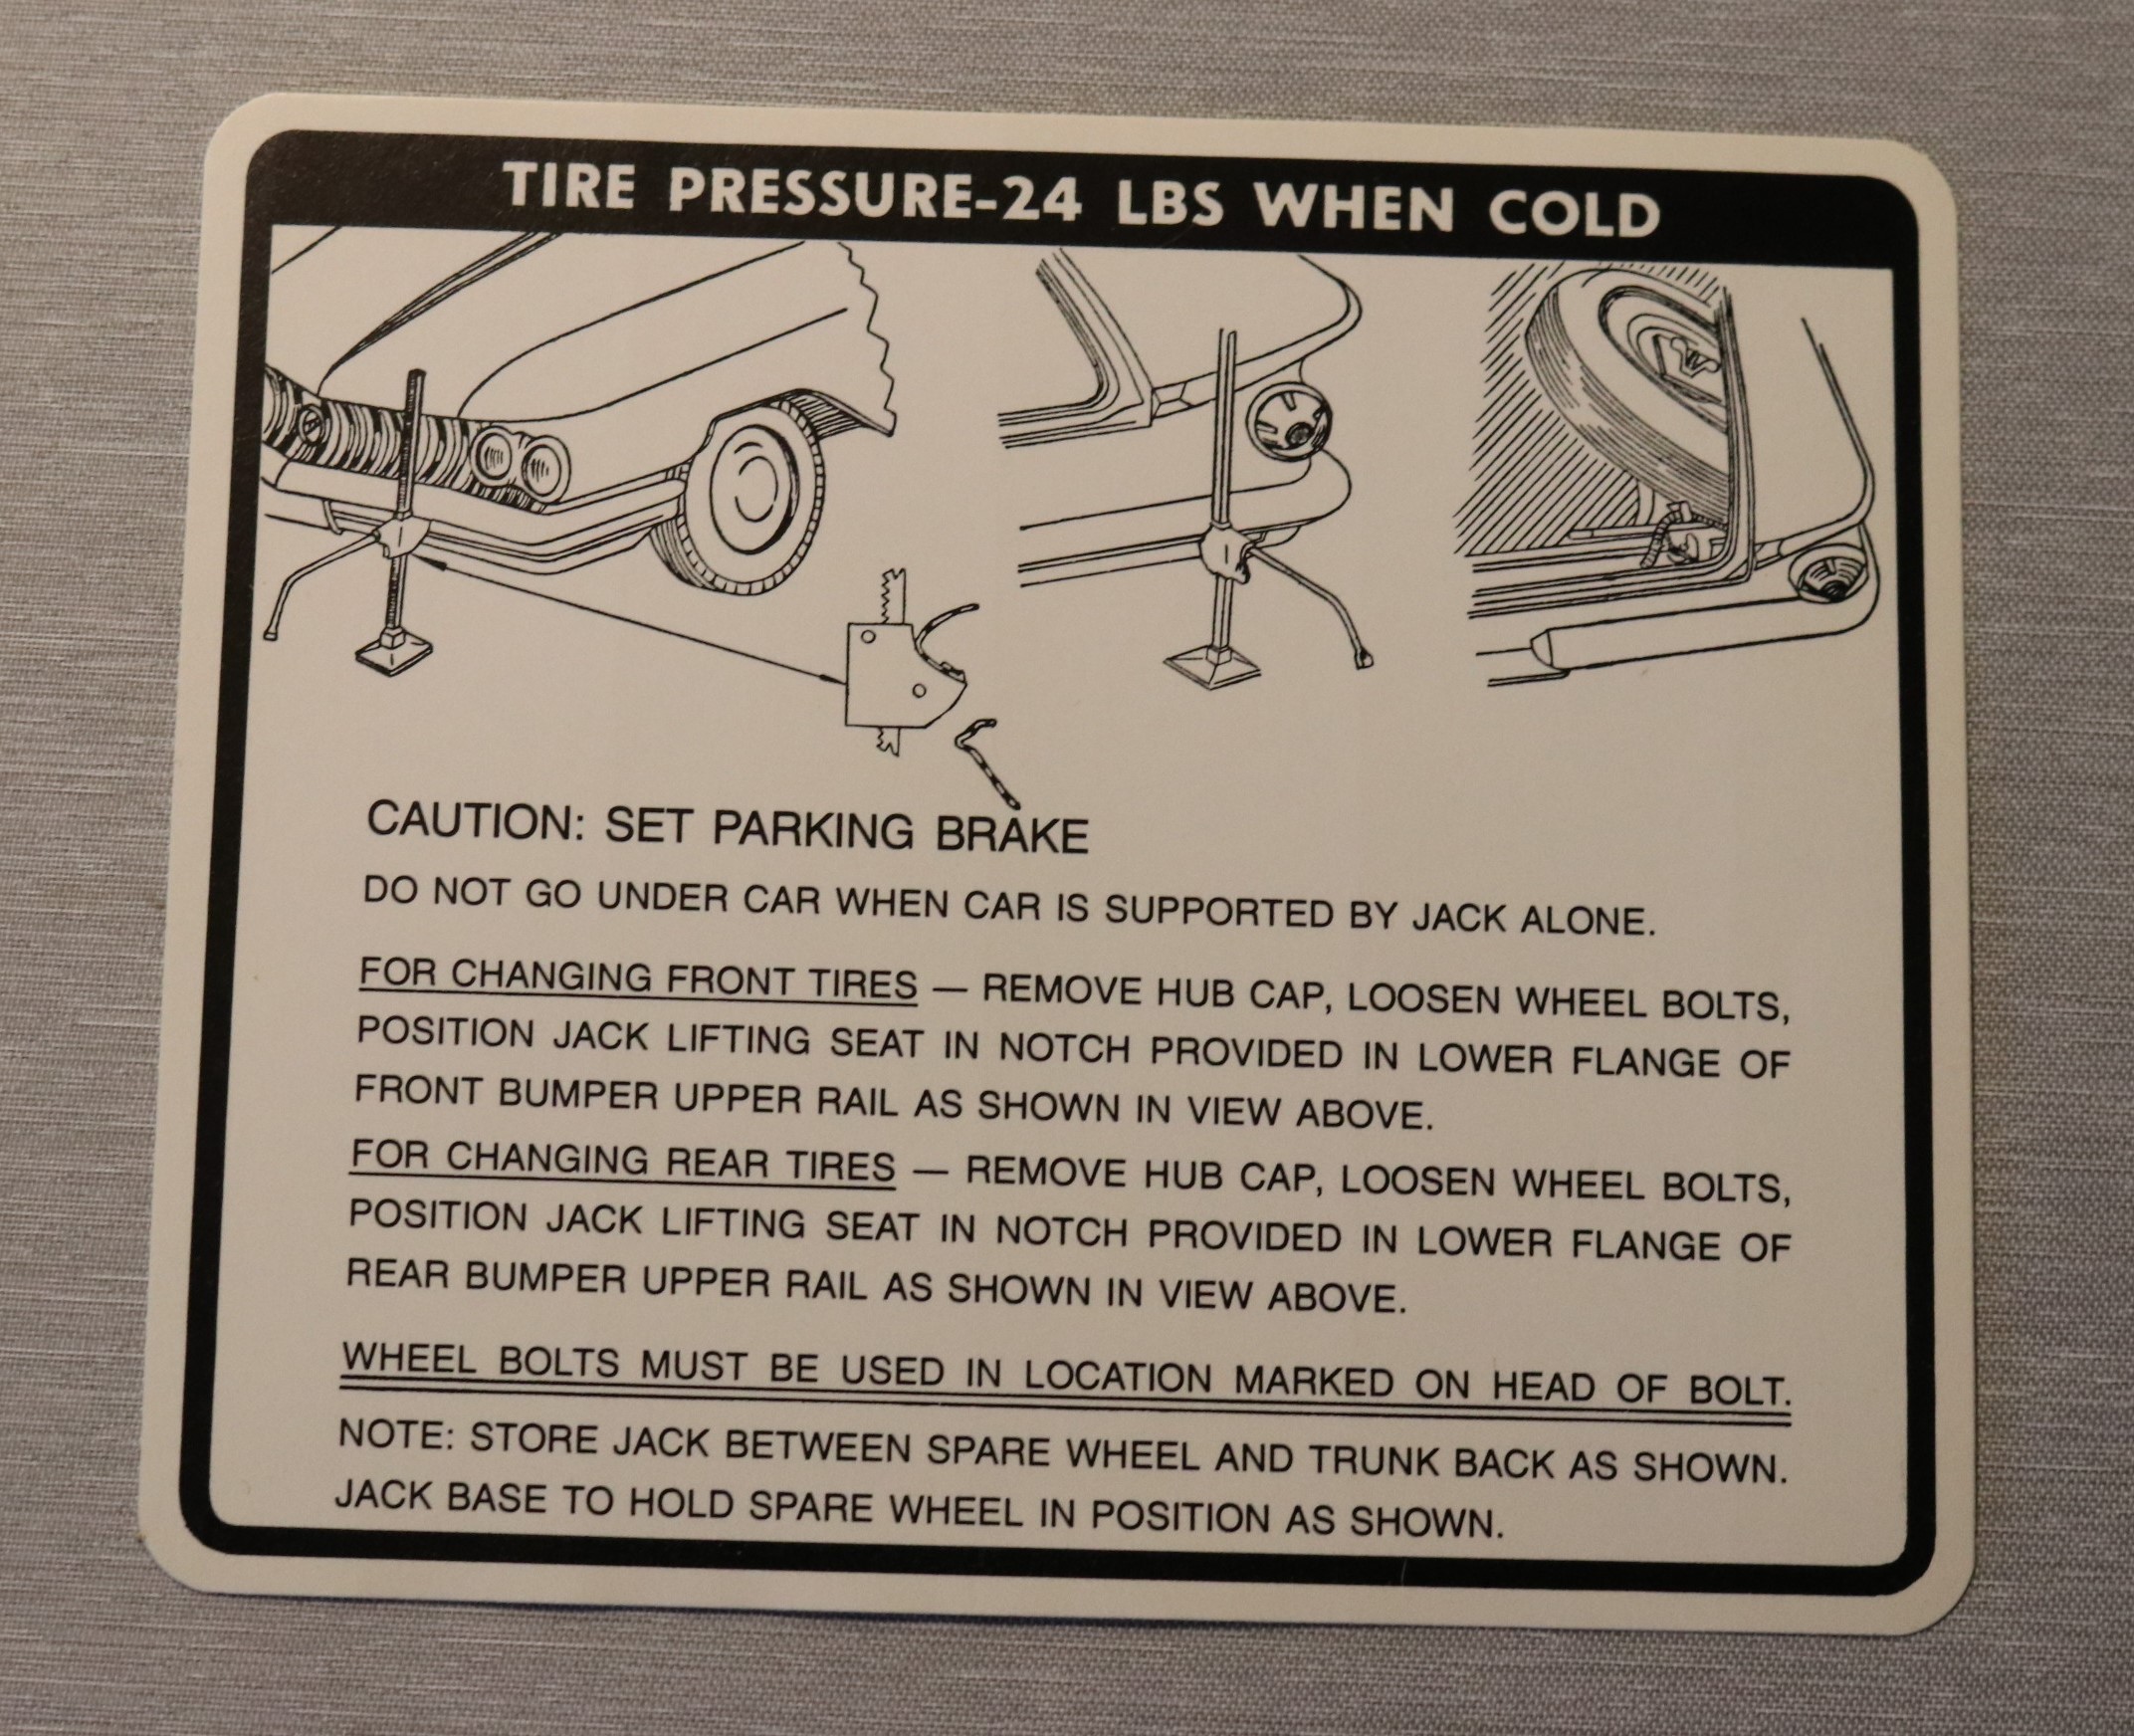 TIRE PRESSURE-24 LBS WHEN COLD
CAUTION: SET PARKING BRAKE
DO NOT GO UNDER CAR WHEN CAR IS SUPPORTED BY JACK ALONE.
FOR CHANGING FRONT TIRES — REMOVE HUB CAP, LOOSEN WHEEL BOLTS,
POSITION JACK LIFTING SEAT IN NOTCH PROVIDED IN LOWER FLANGE OF
FRONT BUMPER UPPER RAIL AS SHOWN IN VIEW ABOVE.
FOR CHANGING REAR TIRES — REMOVE HUB CAP, LOOSEN WHEEL BOLTS,
POSITION JACK LIFTING SEAT IN NOTCH PROVIDED IN LOWER FLANGE OF
REAR BUMPER UPPER RAIL AS SHOWN IN VIEW ABOVE.
WHEEL BOLTS MUST BE USED IN LOCATION MARKED ON HEAD OF BOLT.
NOTE: STORE JACK BETWEEN SPARE WHEEL AND TRUNK BACK AS SHOWN.
JACK BASE TO HOLD SPARE WHEEL IN POSITION AS SHOWN.